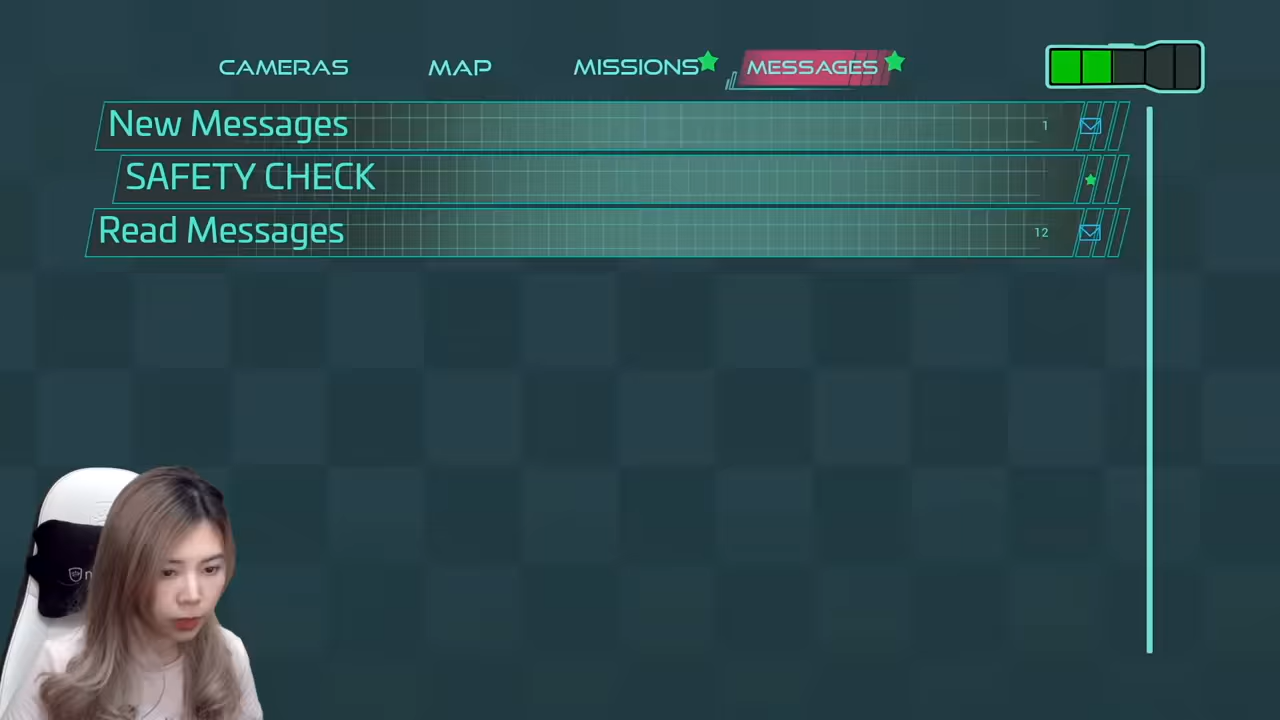 CAMERAS MAP MISSIONS MESSAGES
New Messages 1
SAFETY CHECK
Read Messages 12